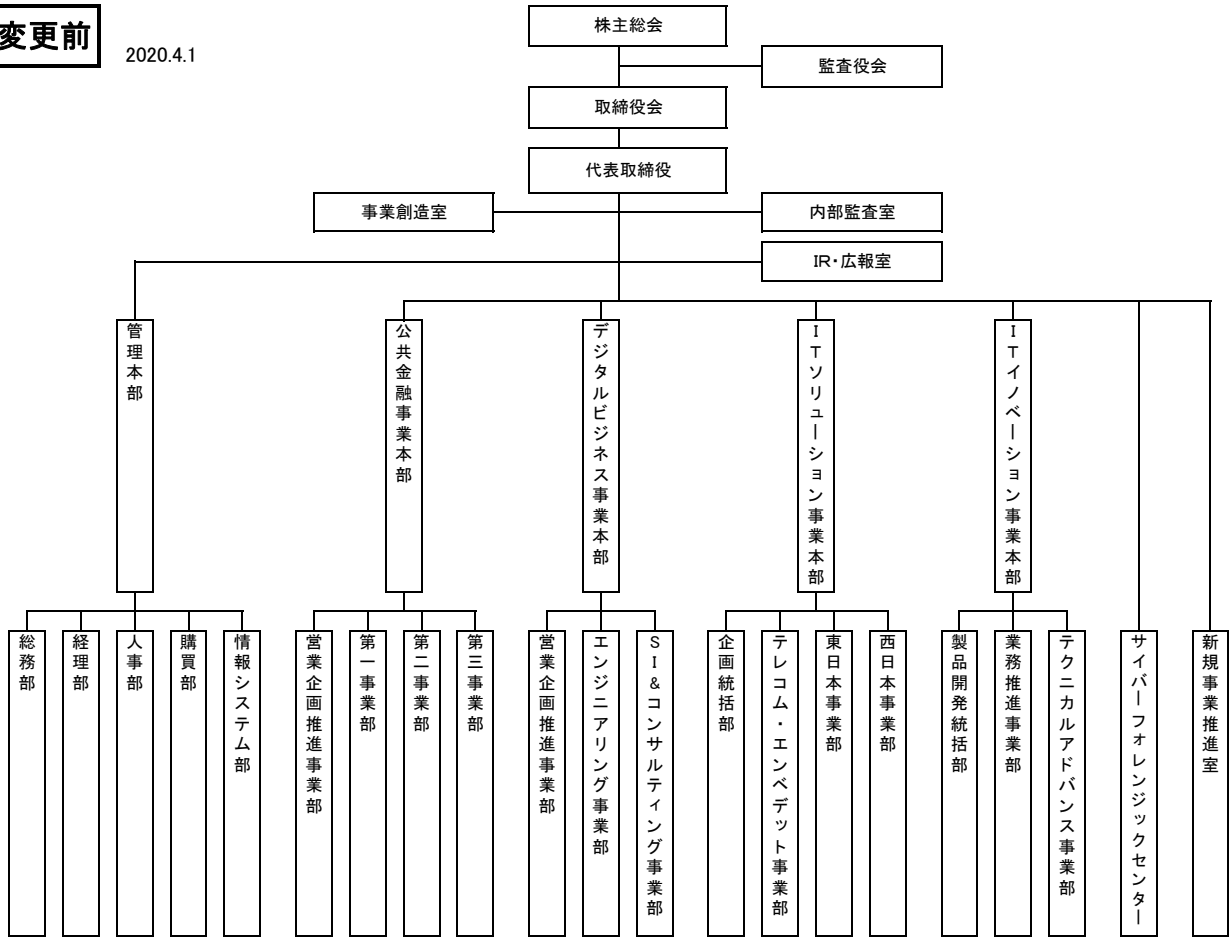 変更前
2020.4.1
株主総会
監査役会
取締役会
代表取締役
事業創造室
内部監査室
IR・広報室
管理本部
公共金融事業本部
デジタルビジネス事業本部
ITソリューション事業本部
ITイノベーション事業本部
総務部
経理部
人事部
購買部
情報システム部
営業企画推進事業部
第一事業部
第二事業部
第三事業部
営業企画推進事業部
エンジニアリング事業部
SI&コンサルティング事業部
企画統括部
テレコム・エンベデット事業部
東日本事業部
西日本事業部
製品開発統括部
業務推進事業部
テクニカルアドバンス事業部
サイバーフォレンジックセンター
新規事業推進室